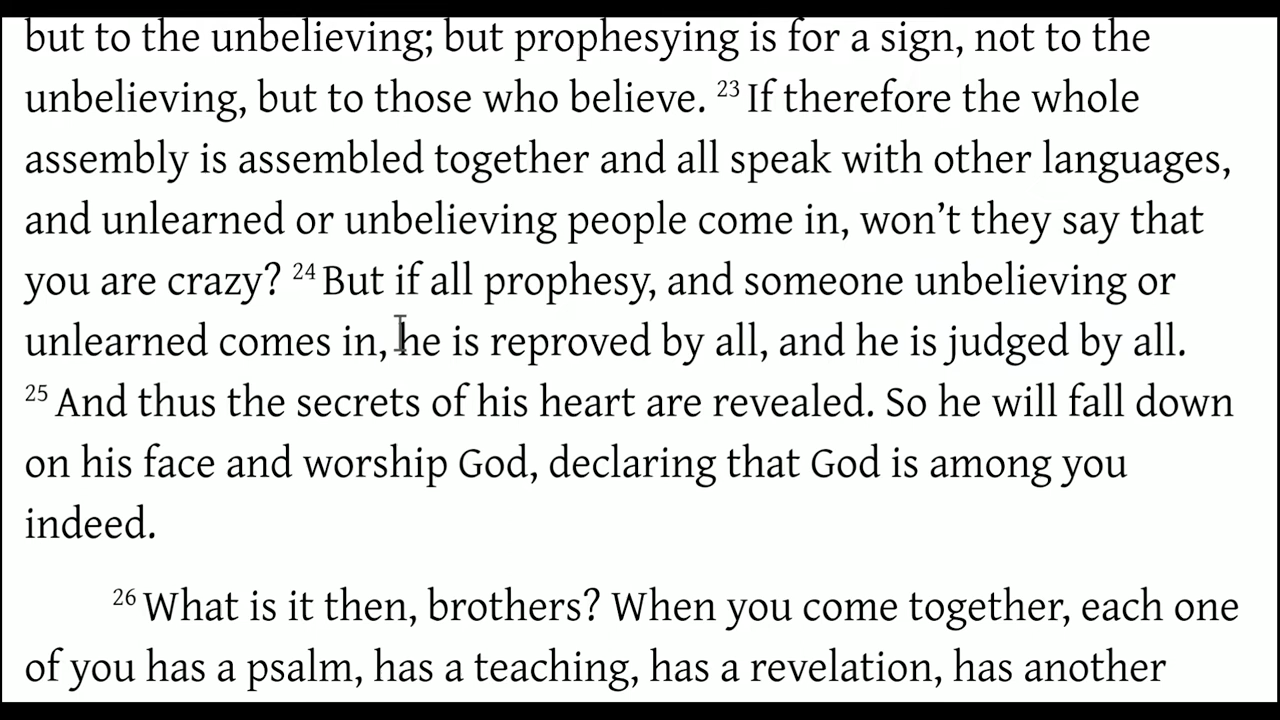 but to the unbelieving; but prophesying is for a sign, not to the
unbelieving, but to those who believe. 23 If therefore the whole
assembly is assembled together and all speak with other languages,
and unlearned or unbelieving people come in, won’t they say that
you are crazy? 24 But if all prophesy, and someone unbelieving or
unlearned comes in, he is reproved by all, and he is judged by all.
25 And thus the secrets of his heart are revealed. So he will fall down
on his face and worship God, declaring that God is among you
indeed.
26 What is it then, brothers? When you come together, each one
of you has a psalm, has a teaching, has a revelation, has another